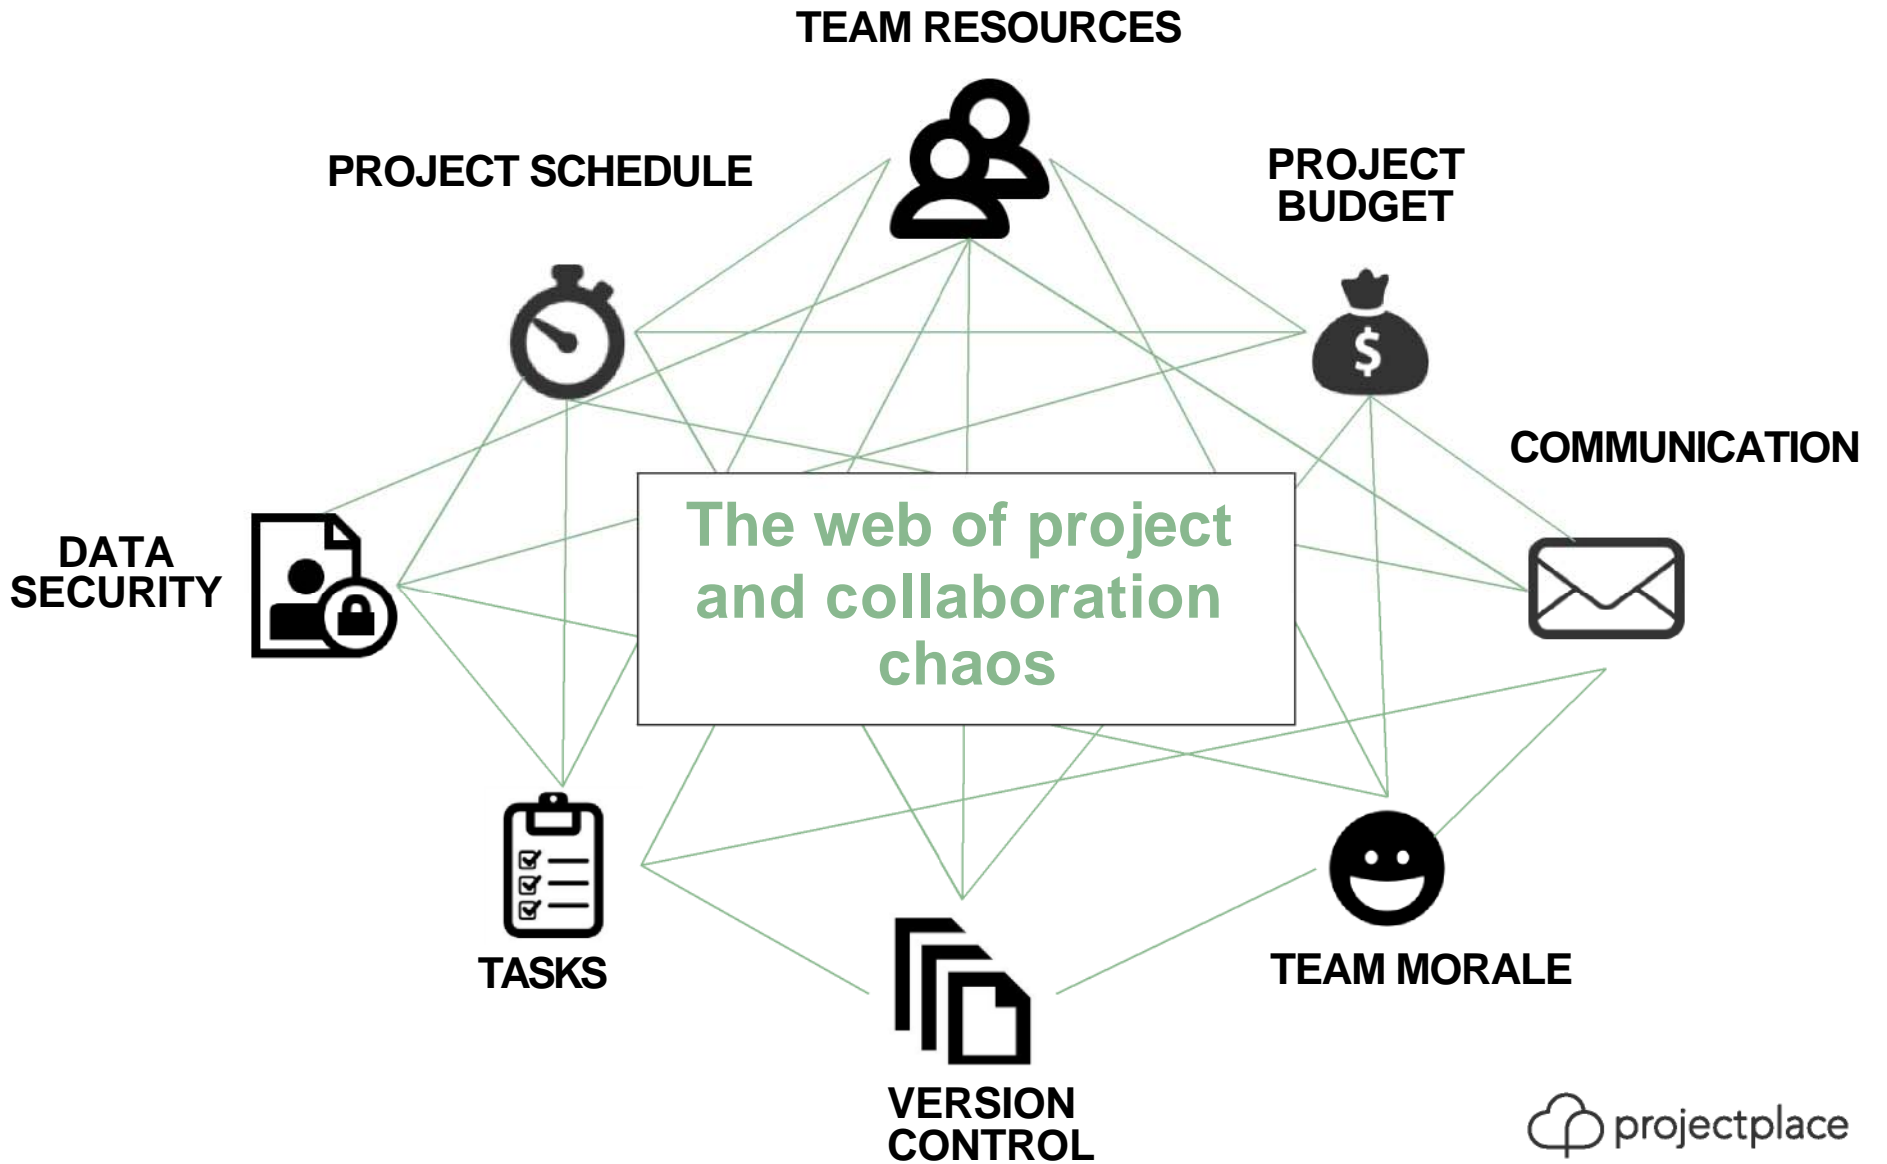 TEAM RESOURCES
PROJECT SCHEDULE
PROJECT
BUDGET
$
COMMUNICATION
The web of project
and collaboration
chaos
DATA
SECURITY
TASKS
TEAM MORALE
VERSION
CONTROL
projectplace